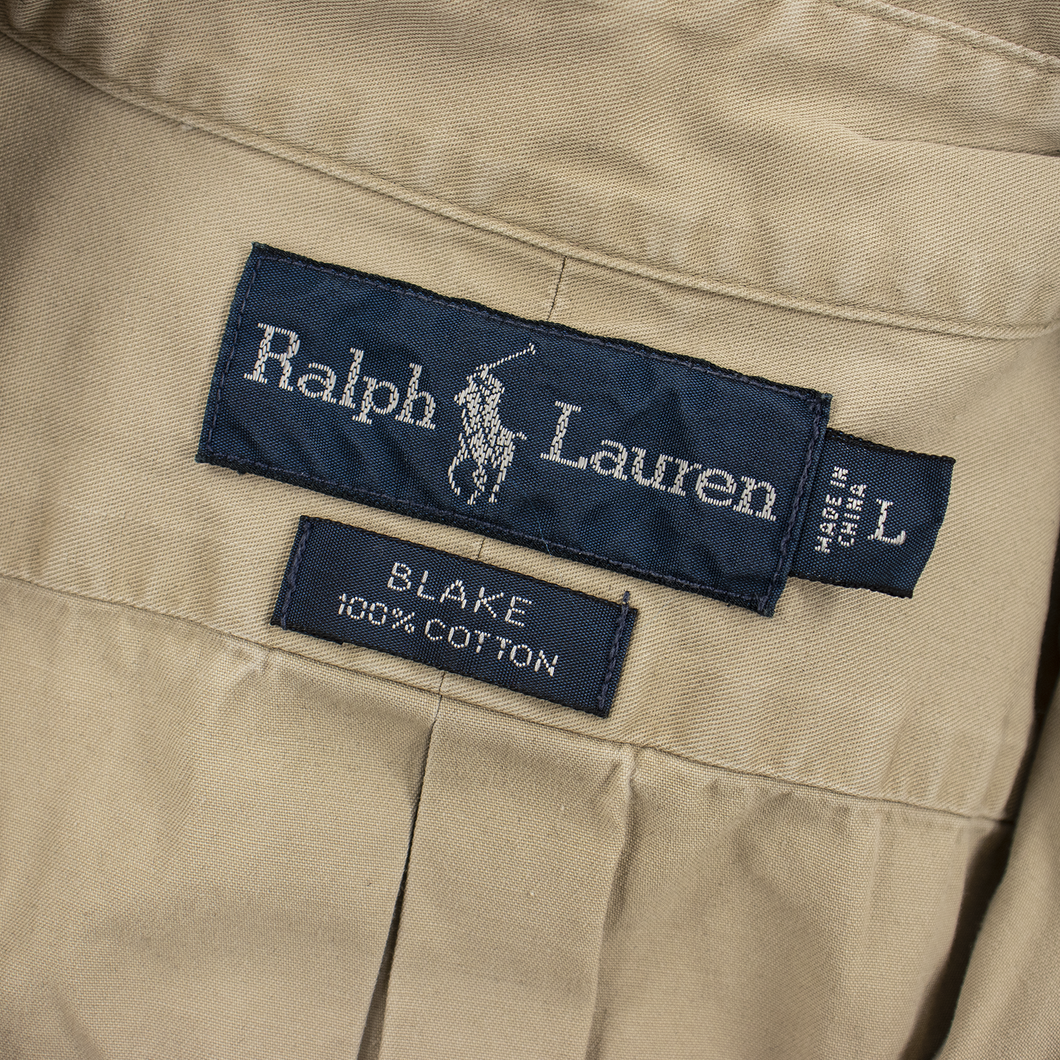 Ralph Lauren
MADE IN
CHINA
L
BLAKE
100% COTTON